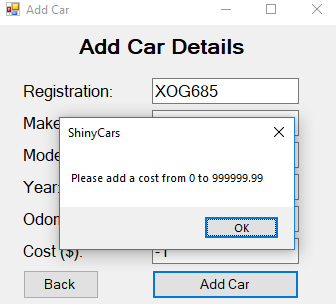 Add Car
Add Car Details
Registration:
XOG685
Make
ShinyCars
Mode
Please add a cost from 0 to 999999.99
Year:
Odom
OK
Cost ($):
-1
Back
Add Car